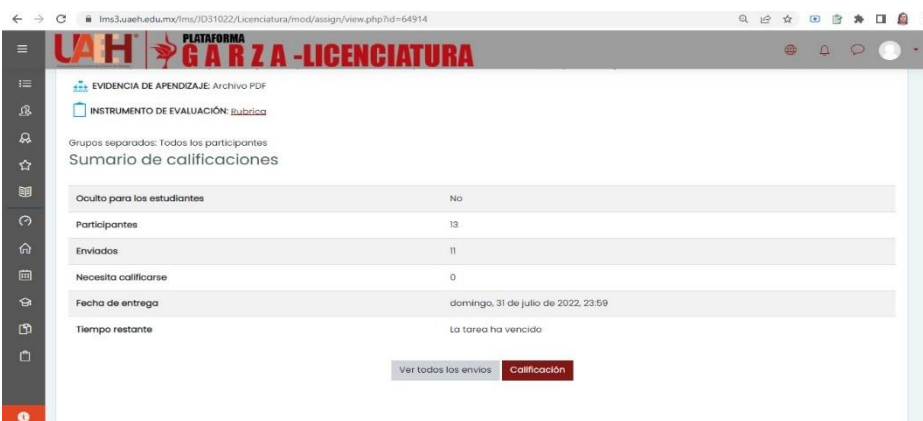 lms3.uaeh.edu.mx/lms/JD31022/Licenciatura/mod/assign/view.php?id=64914
UAEH PLATAFORMA
GARZA -LICENCIATURA
EVIDENCIA DE APENDIZAJE: Archivo PDF
INSTRUMENTO DE EVALUACIÓN: Rubrica
Grupos separados: Todos los participantes
Sumario de calificaciones
Oculto para los estudiantes No
Participantes 13
Enviados 11
Necesita calificarse 0
Fecha de entrega domingo, 31 de julio de 2022, 23:59
Tiempo restante La tarea ha vencido
Ver todos los envíos Calificación